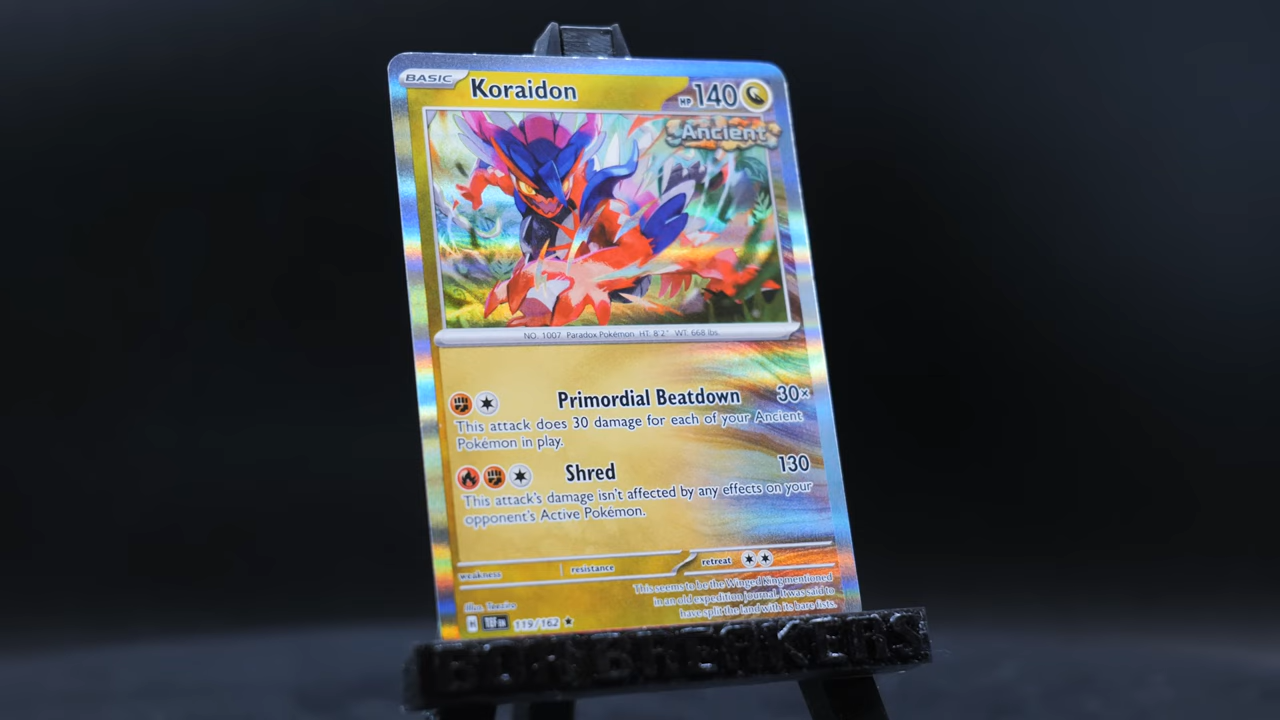 BASIC Koraidon HP 140
Ancient
NO. 1007 Paradox Pokémon HT. 8'2" WT. 668 lbs.
Primordial Beatdown 30×
This attack does 30 damage for each of your Ancient
Pokémon in play.
Shred 130
This attack's damage isn't affected by any effects on your
opponent's Active Pokémon.
weakness resistance retreat
This seems to be the Winged King mentioned
in an old expedition journal. It was said to
have split the land with its bare fists.
Illus.
H TEF EN 119/162